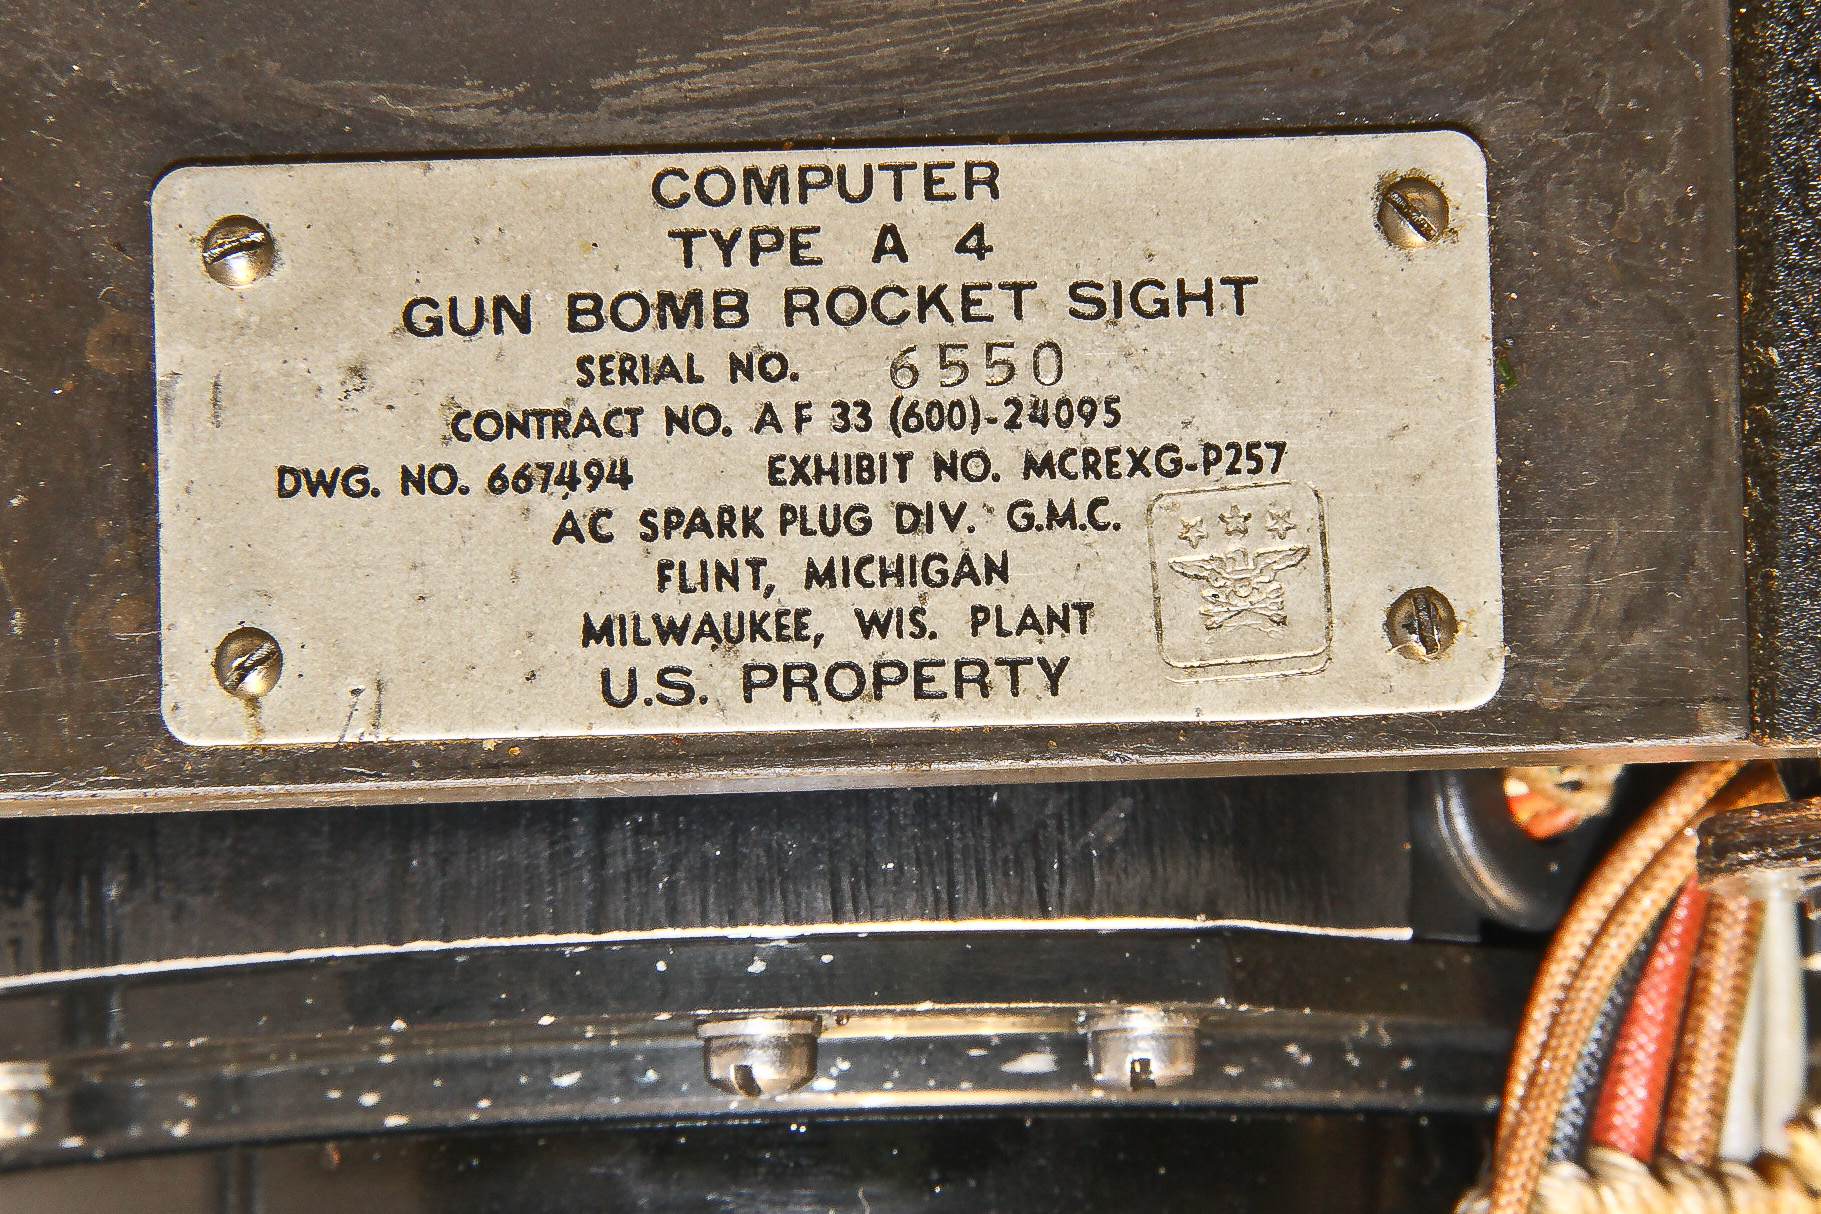 COMPUTER
TYPE A 4
GUN BOMB ROCKET SIGHT
SERIAL NO. 6550
CONTRACT NO. AF 33 (600)-24095
DWG. NO. 667494 EXHIBIT NO. MCREXG-P257
AC SPARK PLUG DIV. G.M.C.
FLINT, MICHIGAN
MILWAUKEE, WIS. PLANT
U.S. PROPERTY